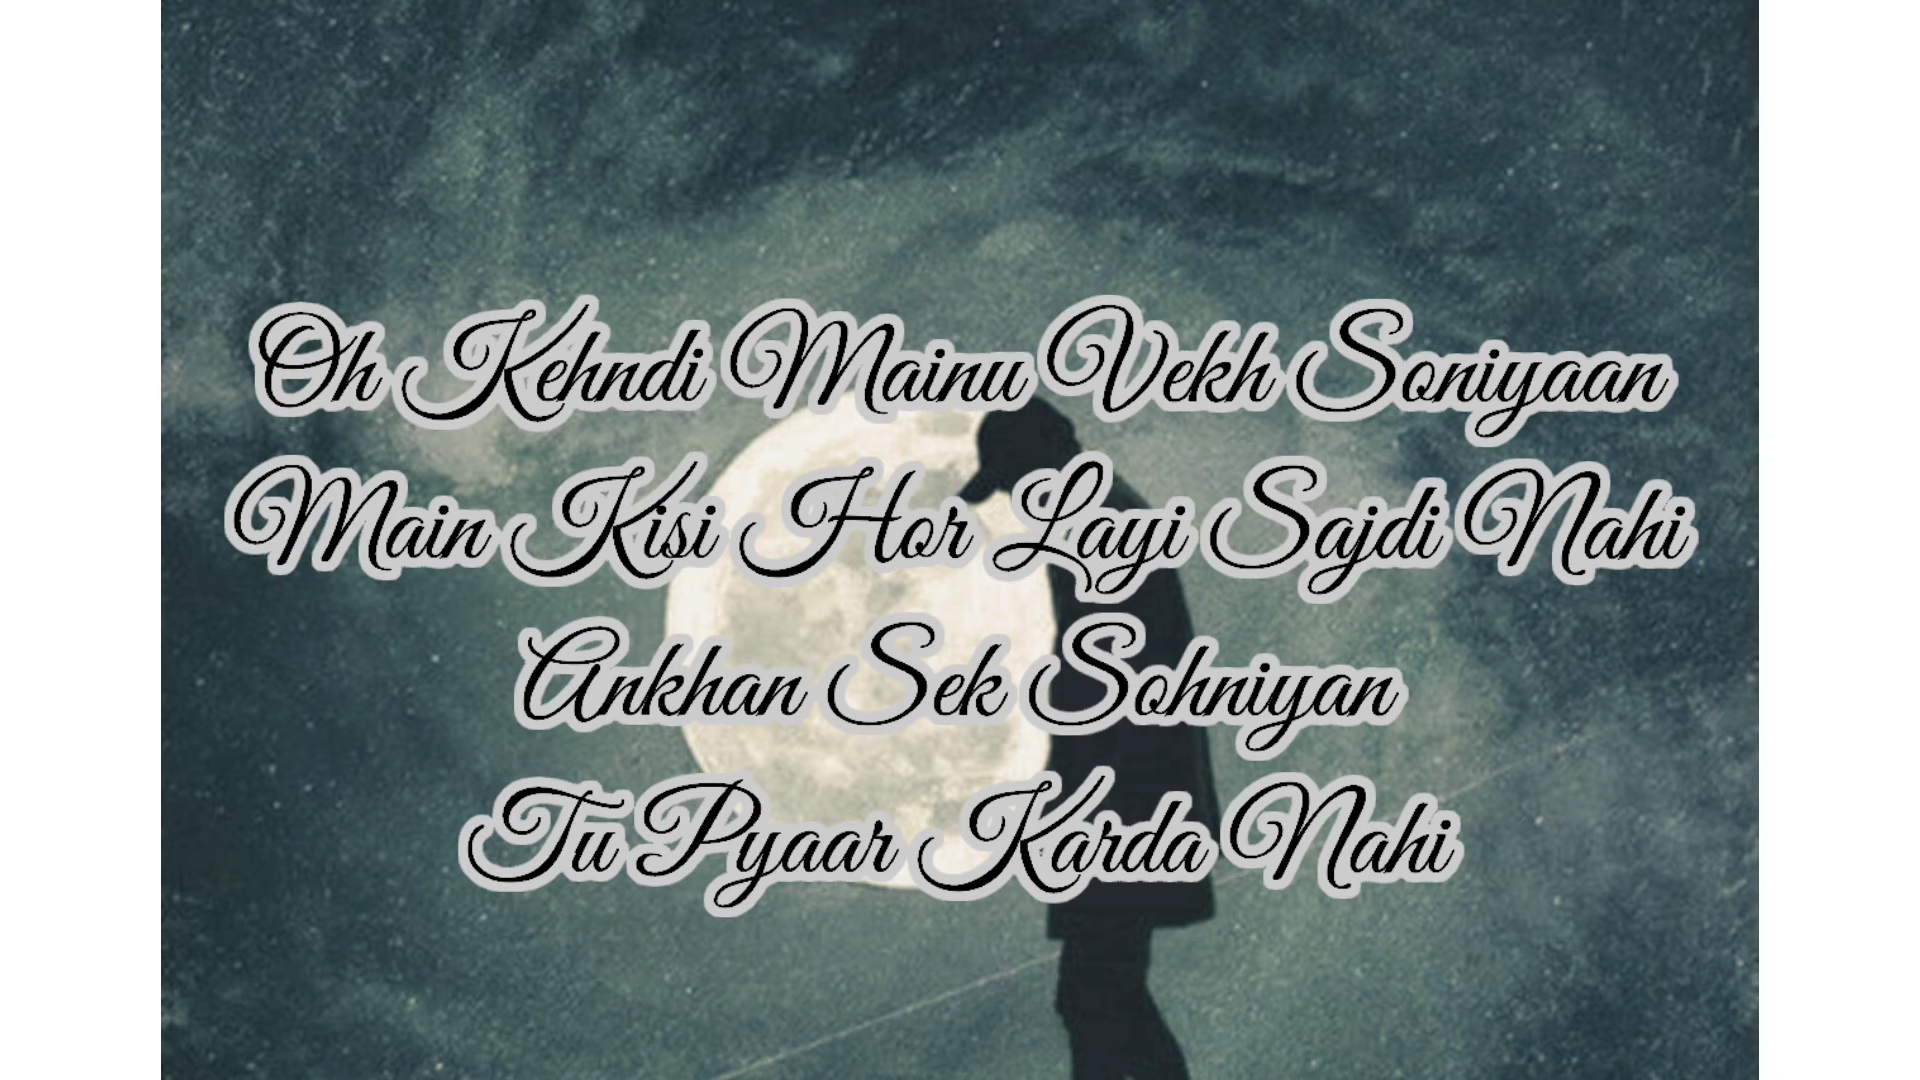 Oh Kehndi Mainu Vekh Soniyaan
Main Kisi Hor Layi Sajdi Nahi
Ankhan Sek Sohniyan
Tu Pyaar Karda Nahi